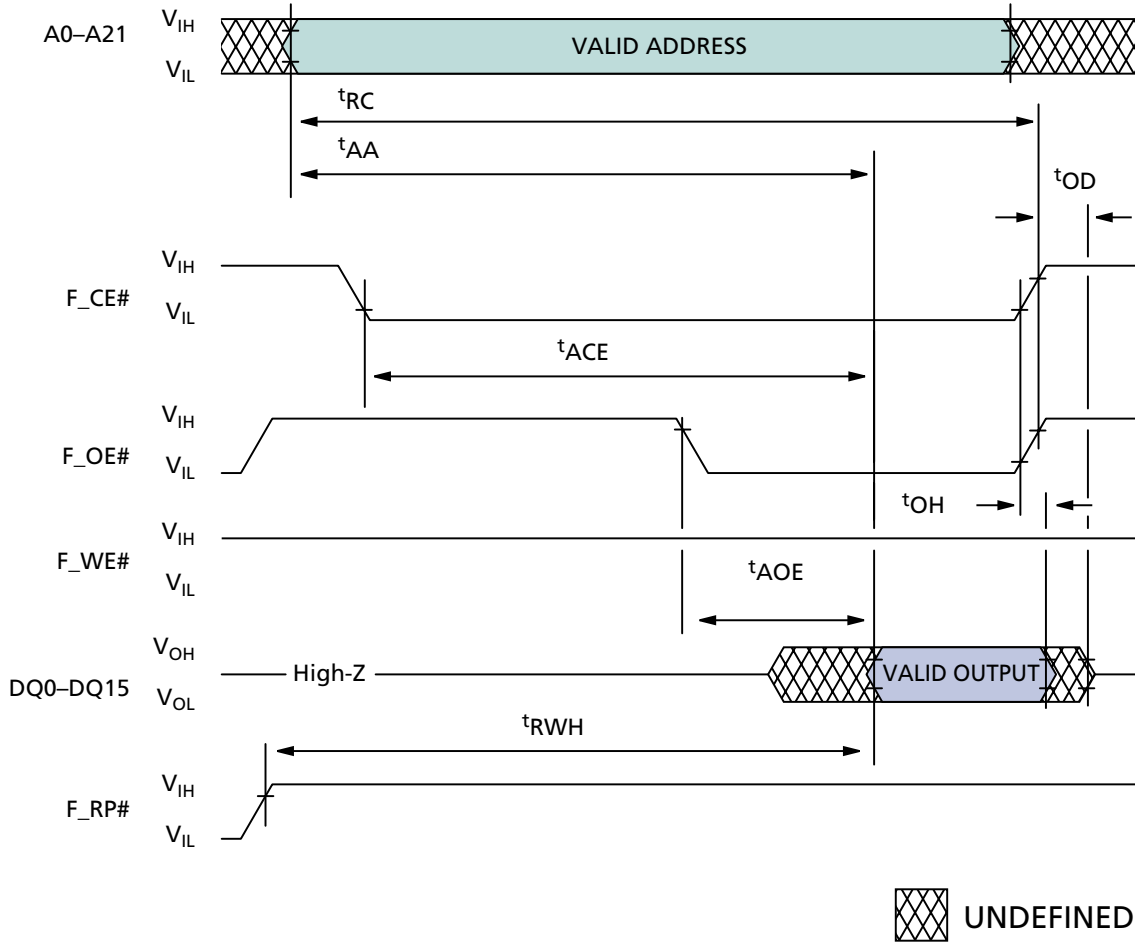 A0–A21
VIH
VIL
VALID ADDRESS
tRC
tAA
tOD
F_CE#
VIH
VIL
tACE
F_OE#
VIH
VIL
tOH
F_WE#
VIH
VIL
tAOE
DQ0–DQ15
VOH
VOL
High-Z
VALID OUTPUT
tRWH
F_RP#
VIH
VIL
UNDEFINED